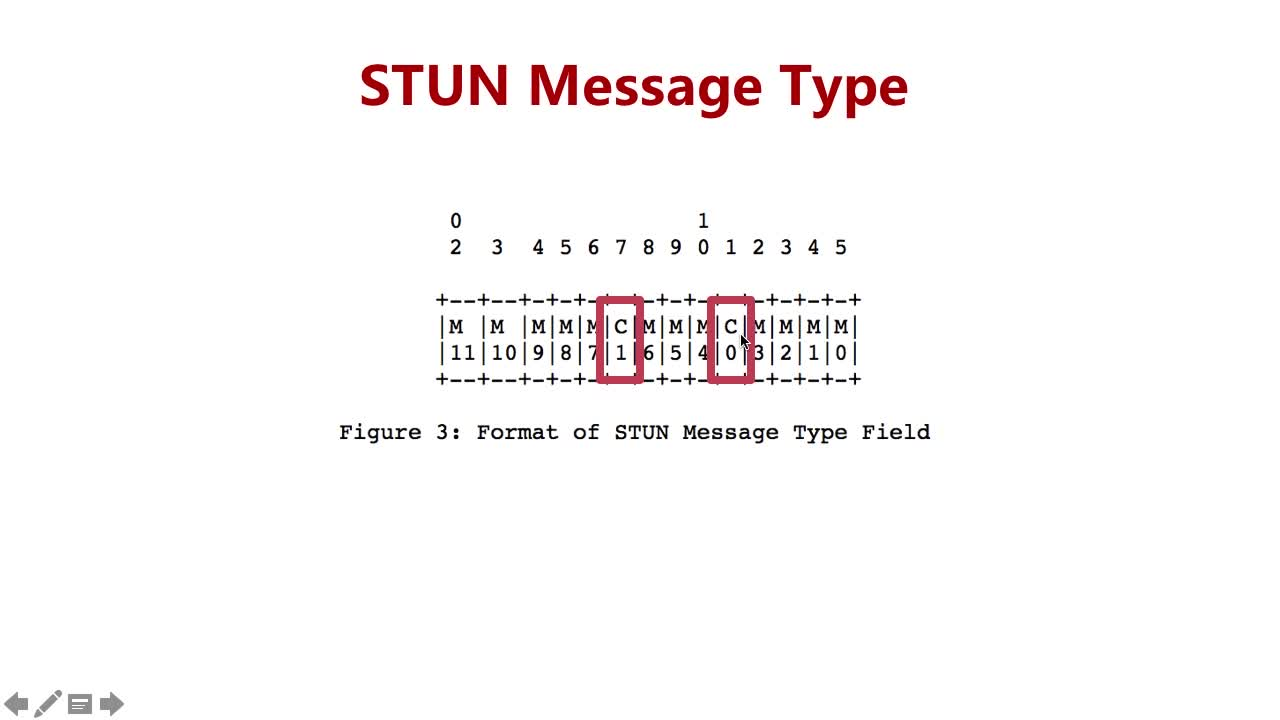 STUN Message Type
0 1
2 3 4 5 6 7 8 9 0 1 2 3 4 5
+--+--+-+-+-+-+-+-+-+-+-+-+-+-+
|M |M |M|M|M|C|M|M|M|C|M|M|M|M|
|11|10|9|8|7|1|6|5|4|0|3|2|1|0|
+--+--+-+-+-+-+-+-+-+-+-+-+-+-+
Figure 3: Format of STUN Message Type Field